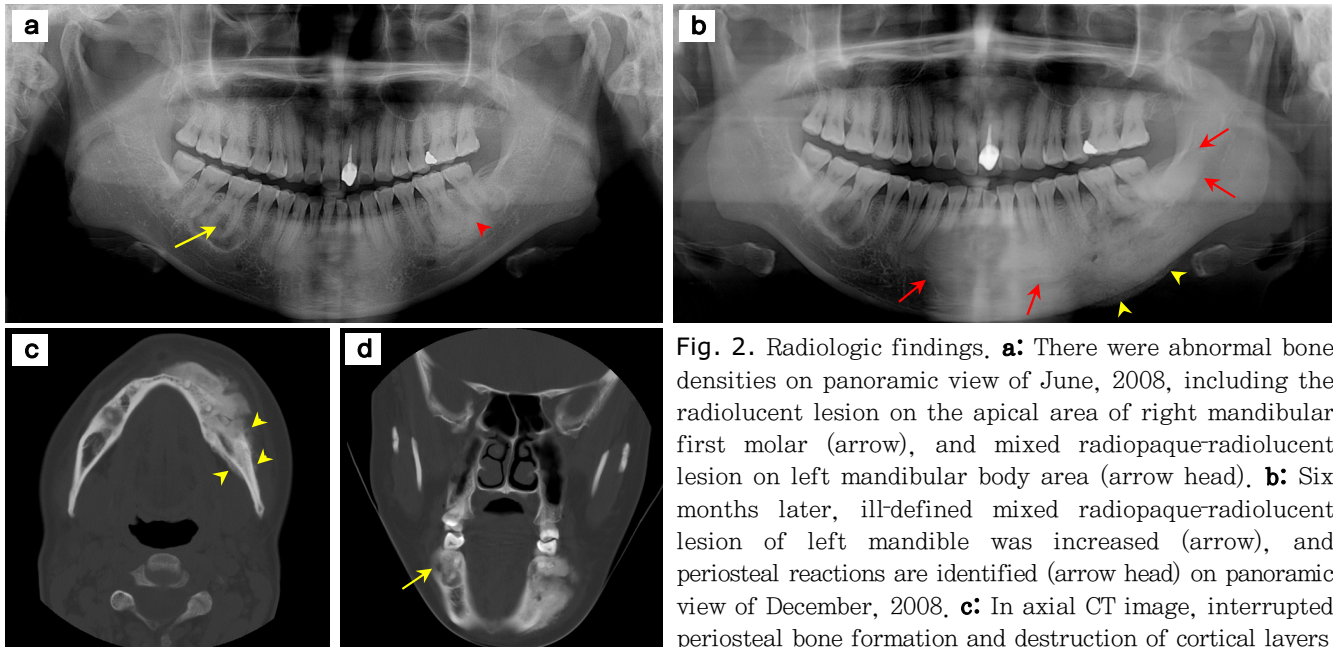 a
b
c
d
Fig. 2. Radiologic findings. a: There were abnormal bone
densities on panoramic view of June, 2008, including the
radiolucent lesion on the apical area of right mandibular
first molar (arrow), and mixed radiopaque-radiolucent
lesion on left mandibular body area (arrow head). b: Six
months later, ill-defined mixed radiopaque-radiolucent
lesion of left mandible was increased (arrow), and
periosteal reactions are identified (arrow head) on panoramic
view of December, 2008. c: In axial CT image, interrupted
periosteal bone formation and destruction of cortical layers